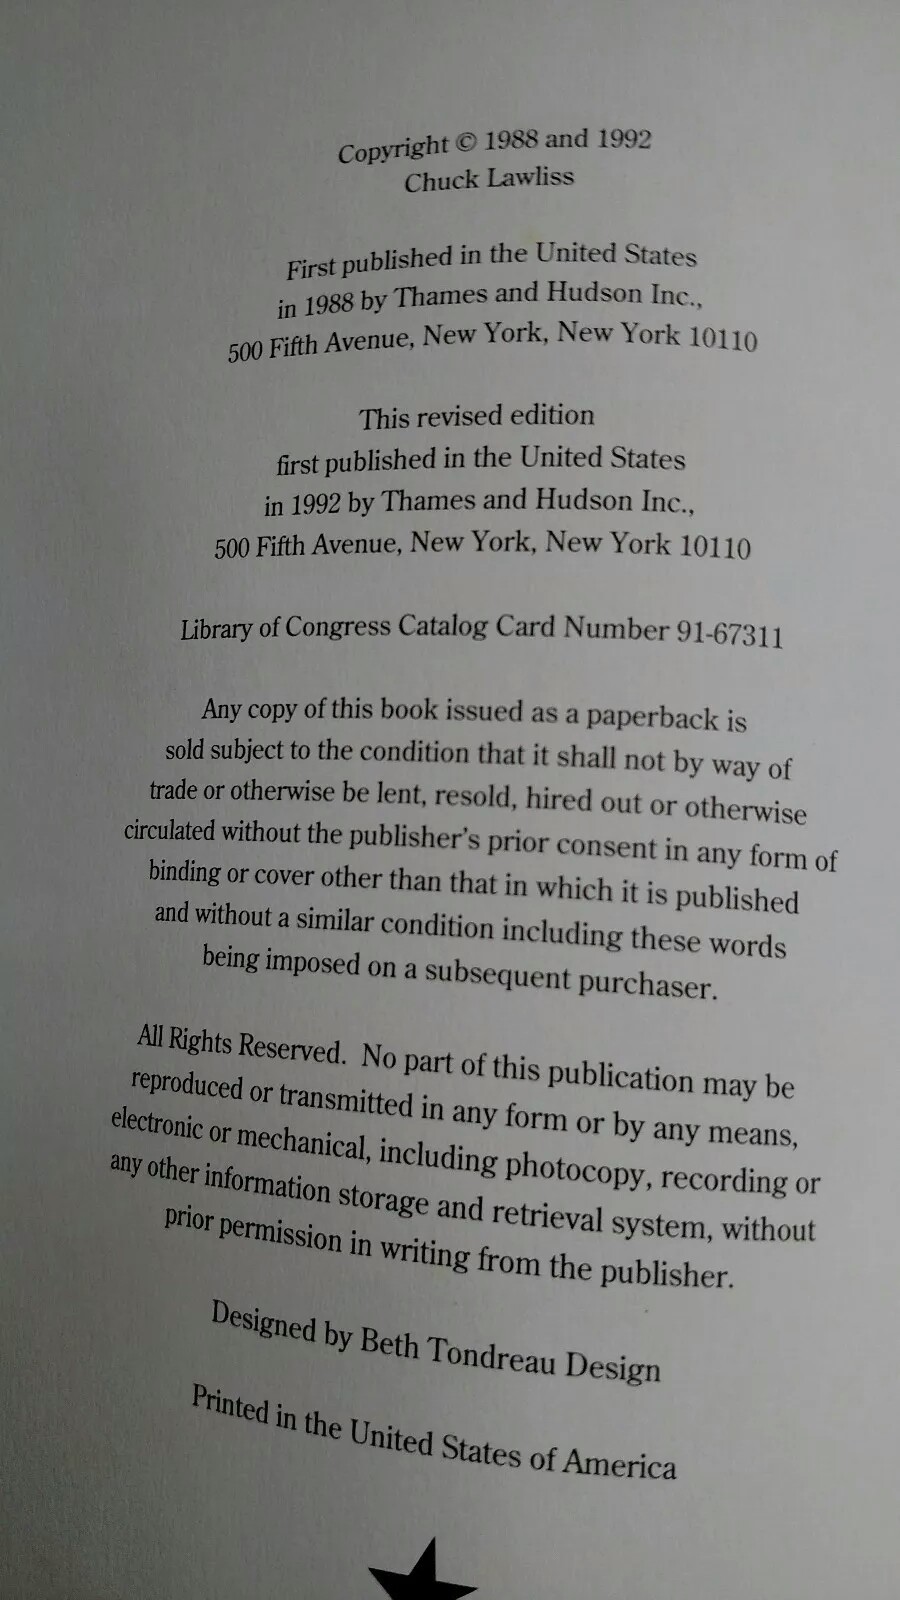 Copyright © 1988 and 1992
Chuck Lawliss
First published in the United States
in 1988 by Thames and Hudson Inc.,
500 Fifth Avenue, New York, New York 10110
This revised edition
first published in the United States
in 1992 by Thames and Hudson Inc.,
500 Fifth Avenue, New York, New York 10110
Library of Congress Catalog Card Number 91-67311
Any copy of this book issued as a paperback is
sold subject to the condition that it shall not by way of
trade or otherwise be lent, resold, hired out or otherwise
circulated without the publisher's prior consent in any form of
binding or cover other than that in which it is published
and without a similar condition including these words
being imposed on a subsequent purchaser.
All Rights Reserved. No part of this publication may be
reproduced or transmitted in any form or by any means,
electronic or mechanical, including photocopy, recording or
any other information storage and retrieval system, without
prior permission in writing from the publisher.
Designed by Beth Tondreau Design
Printed in the United States of America